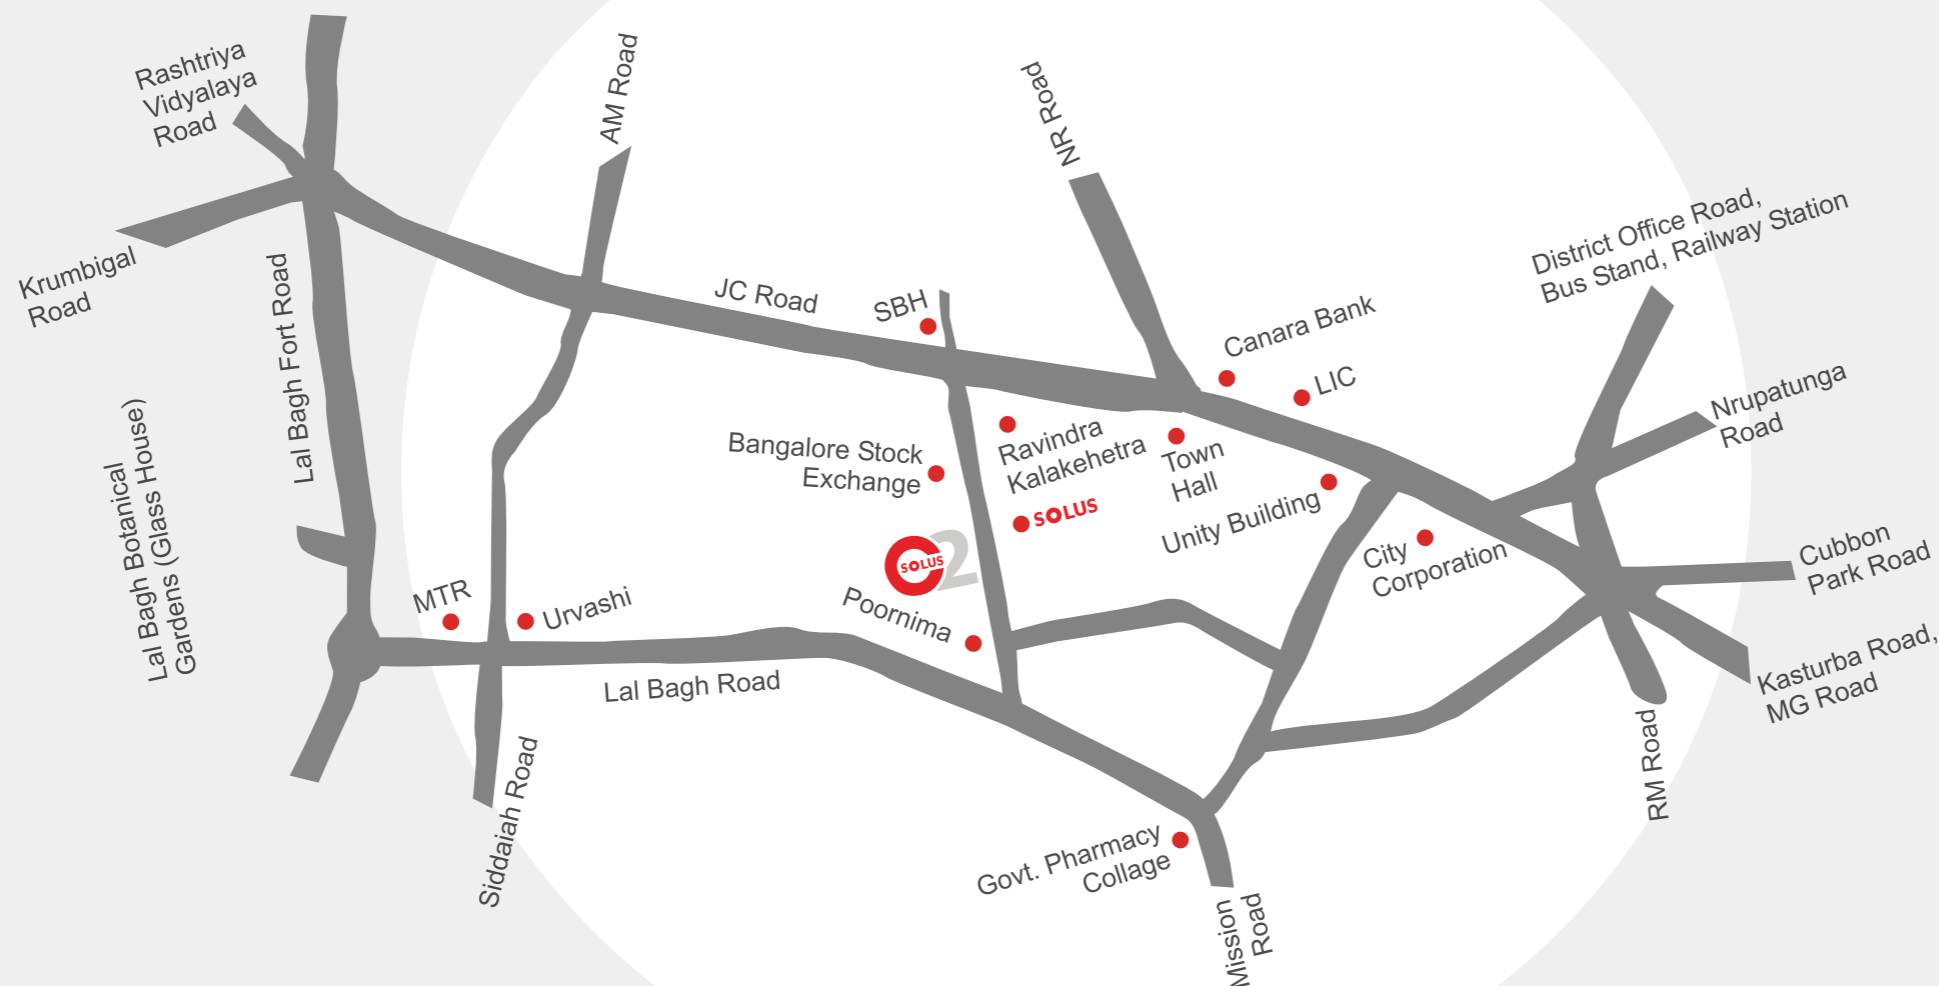 Rashtriya
Vidyalaya
Road
AM Road
NR Road
District Office Road,
Bus Stand, Railway Station
Krumbigal
Road
Lal Bagh Fort Road
JC Road
SBH
Canara Bank
LIC
Nrupatunga
Road
Lal Bagh Botanical
Gardens (Glass House)
Bangalore Stock
Exchange
Ravindra
Kalakehetra
Town
Hall
SOLUS
Unity Building
City
Corporation
Cubbon
Park Road
SOLUS
2
MTR
Urvashi
Poornima
Kasturba Road,
MG Road
Lal Bagh Road
RM Road
Siddaiah Road
Govt. Pharmacy
Collage
Mission
Road